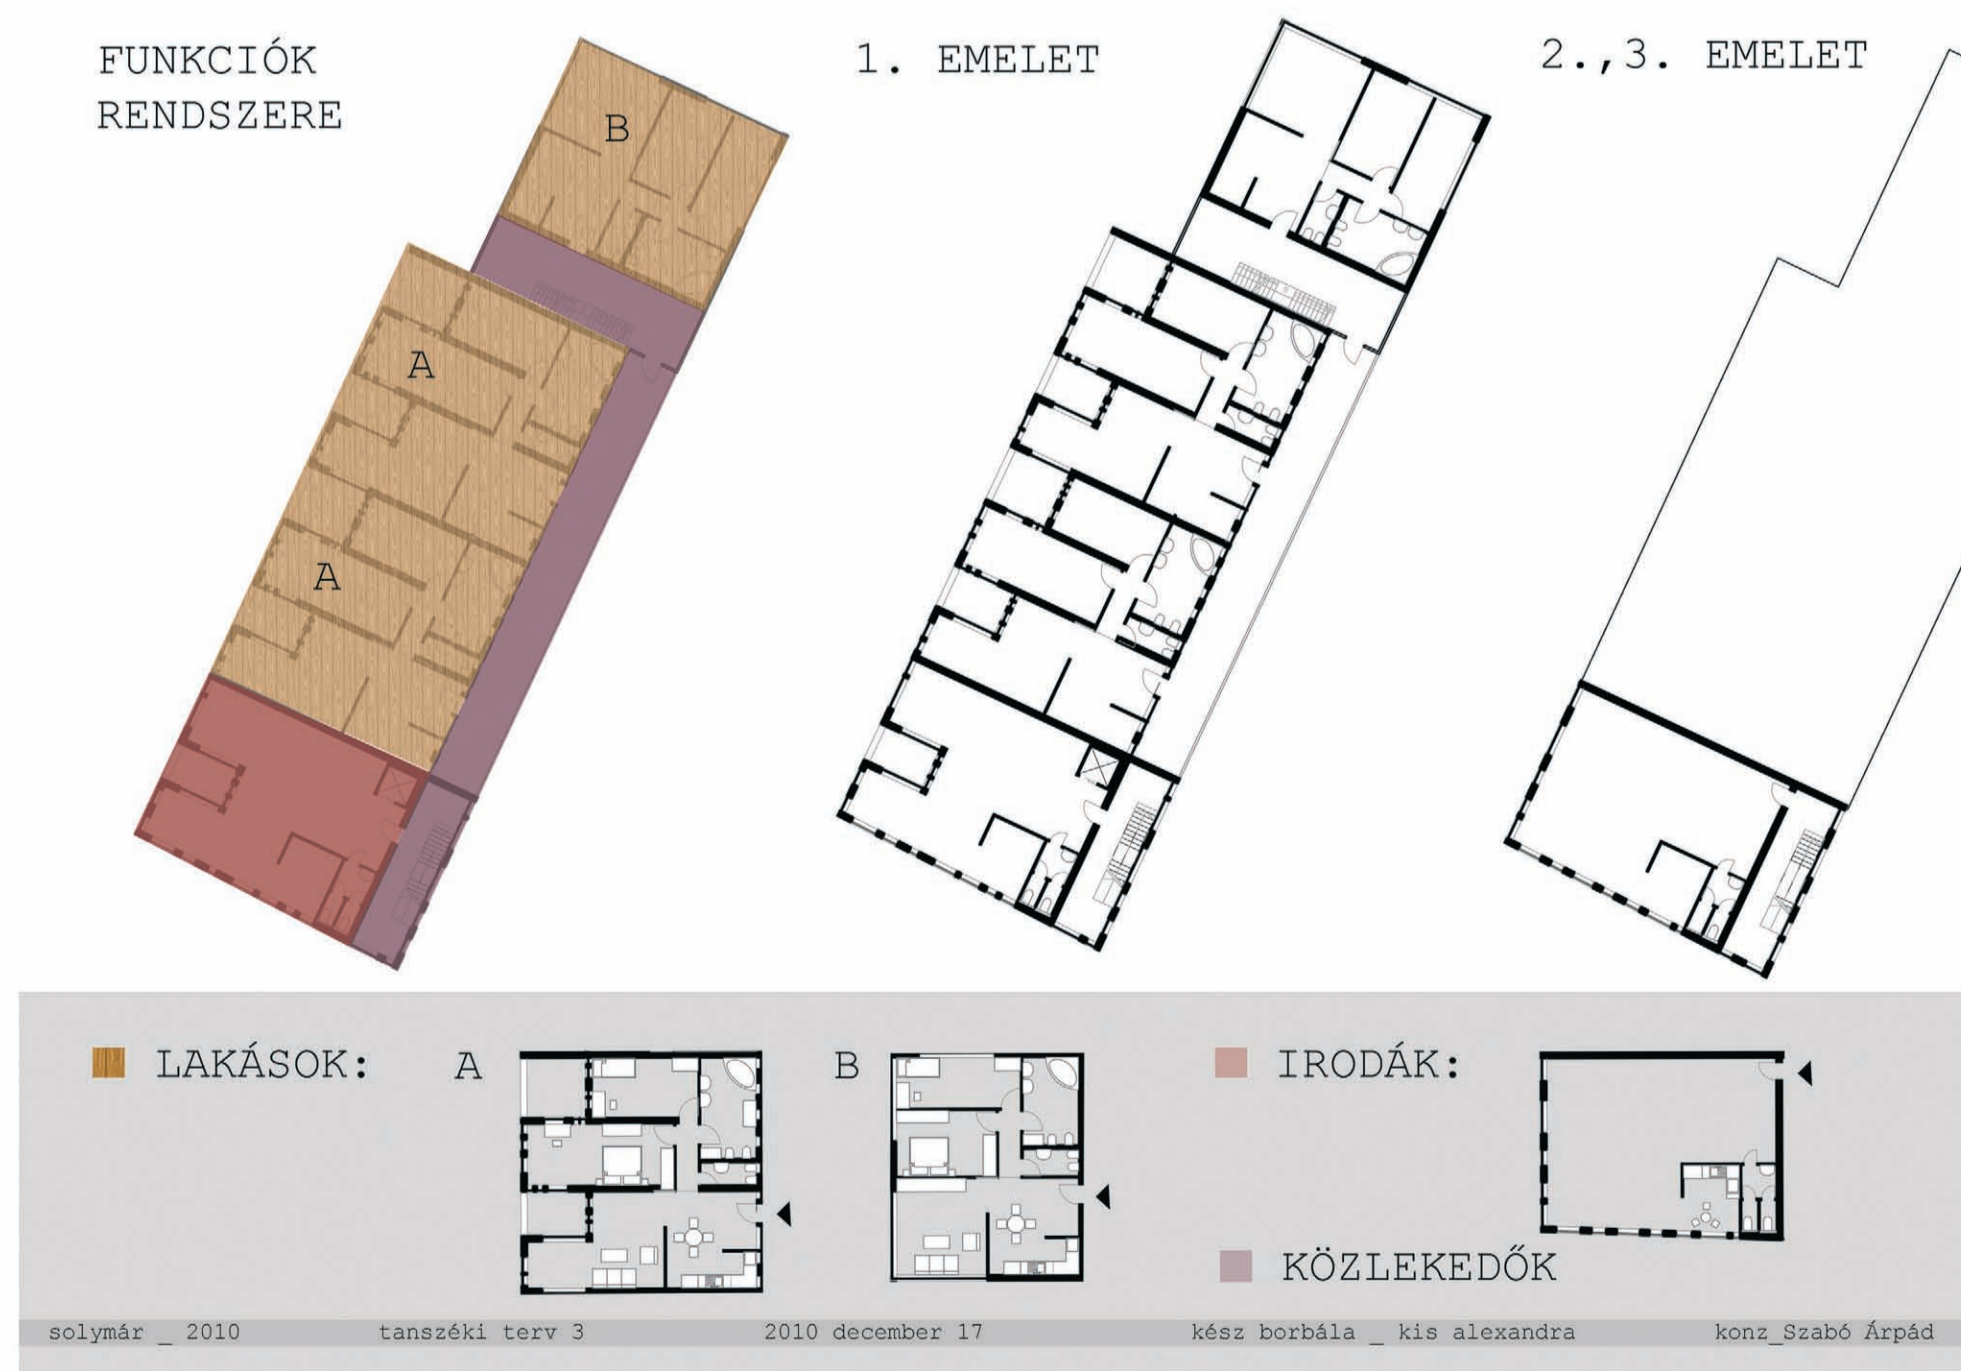 FUNKCIÓK
RENDSZERE
1. EMELET
2.,3. EMELET
B
A
A
LAKÁSOK:
A
B
IRODÁK:
KÖZLEKEDŐK
solymár _ 2010
tanszéki terv 3
2010 december 17
kész borbála _ kis alexandra
konz_Szabó Árpád